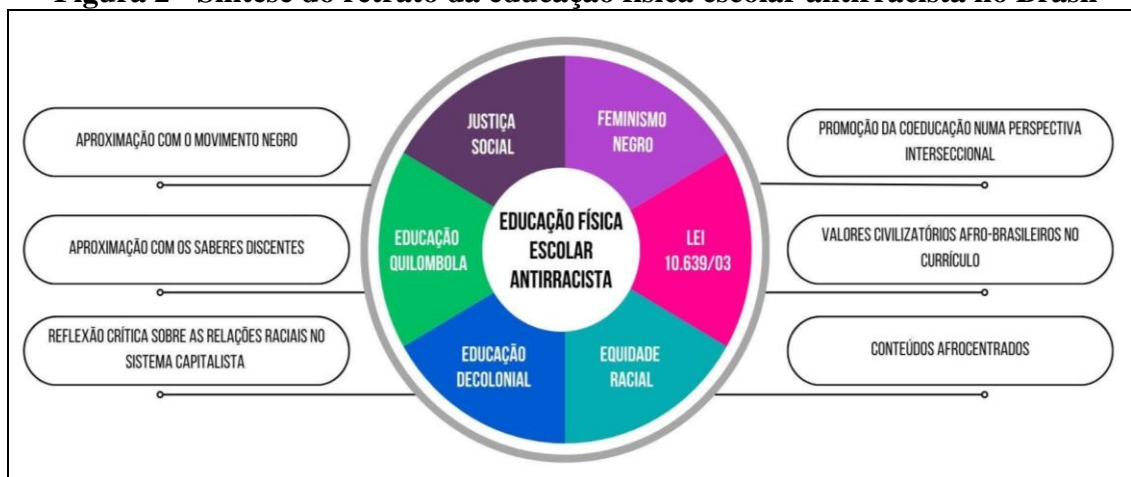 Figura 2 - Síntese do retrato da educação física escolar antirracista no Brasil
APROXIMAÇÃO COM O MOVIMENTO NEGRO
APROXIMAÇÃO COM OS SABERES DISCENTES
REFLEXÃO CRÍTICA SOBRE AS RELAÇÕES RACIAIS NO
SISTEMA CAPITALISTA
JUSTIÇA
SOCIAL
FEMINISMO
NEGRO
EDUCAÇÃO
QUILOMBOLA
EDUCAÇÃO FÍSICA
ESCOLAR
ANTIRRACISTA
LEI
10.639/03
EDUCAÇÃO
DECOLONIAL
EQUIDADE
RACIAL
PROMOÇÃO DA COEDUCAÇÃO NUMA PERSPECTIVA
INTERSECCIONAL
VALORES CIVILIZATÓRIOS AFRO-BRASILEIROS NO
CURRÍCULO
CONTEÚDOS AFROCENTRADOS